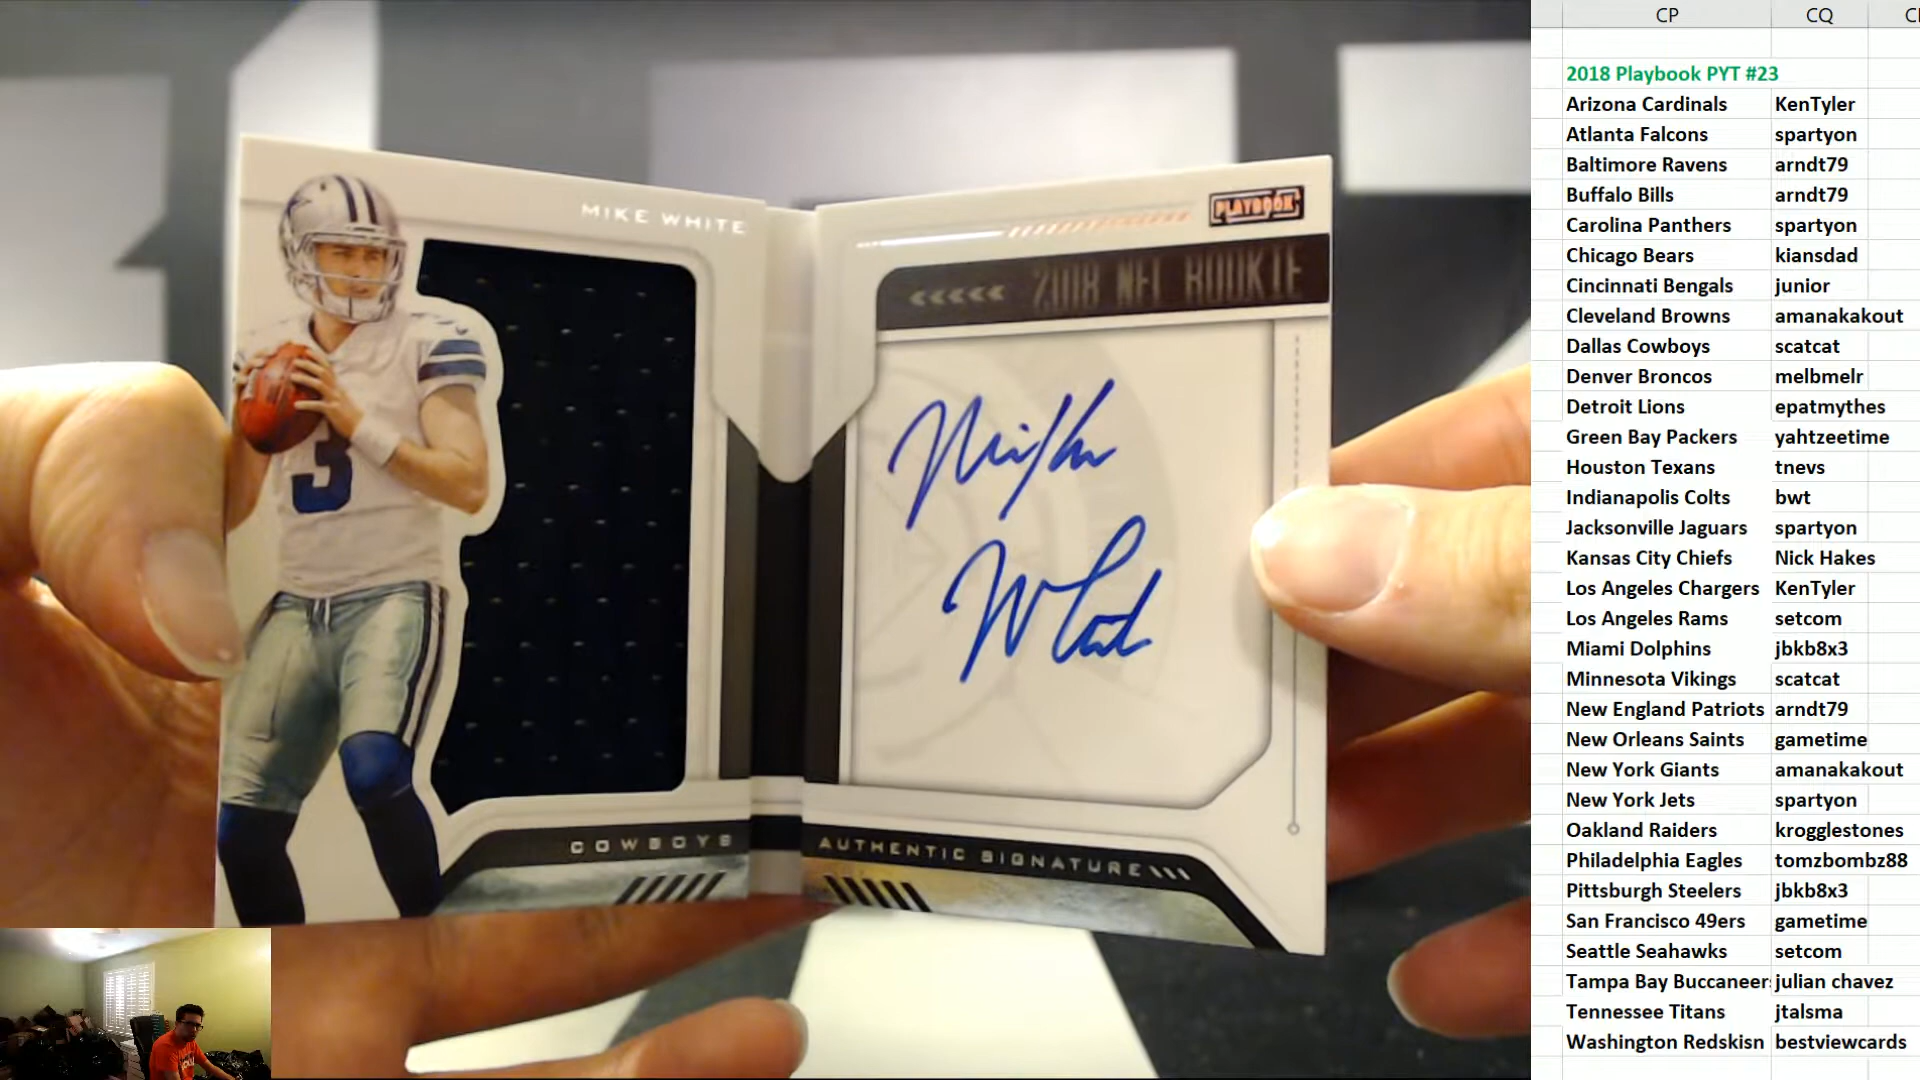 MIKE WHITE
3
COWBOYS
PLAYBOOK
<<<<< 2018 NFL ROOKIE
Mike
White
AUTHENTIC SIGNATURE
CP CQ
2018 Playbook PYT #23
Arizona Cardinals KenTyler
Atlanta Falcons spartyon
Baltimore Ravens arndt79
Buffalo Bills arndt79
Carolina Panthers spartyon
Chicago Bears kiansdad
Cincinnati Bengals junior
Cleveland Browns amanakakout
Dallas Cowboys scatcat
Denver Broncos melbmelr
Detroit Lions epatmythes
Green Bay Packers yahtzeetime
Houston Texans tnevs
Indianapolis Colts bwt
Jacksonville Jaguars spartyon
Kansas City Chiefs Nick Hakes
Los Angeles Chargers KenTyler
Los Angeles Rams setcom
Miami Dolphins jbkb8x3
Minnesota Vikings scatcat
New England Patriots arndt79
New Orleans Saints gametime
New York Giants amanakakout
New York Jets spartyon
Oakland Raiders krogglestones
Philadelphia Eagles tomzbombz88
Pittsburgh Steelers jbkb8x3
San Francisco 49ers gametime
Seattle Seahawks setcom
Tampa Bay Buccaneer julian chavez
Tennessee Titans jtalsma
Washington Redskisn bestviewcards